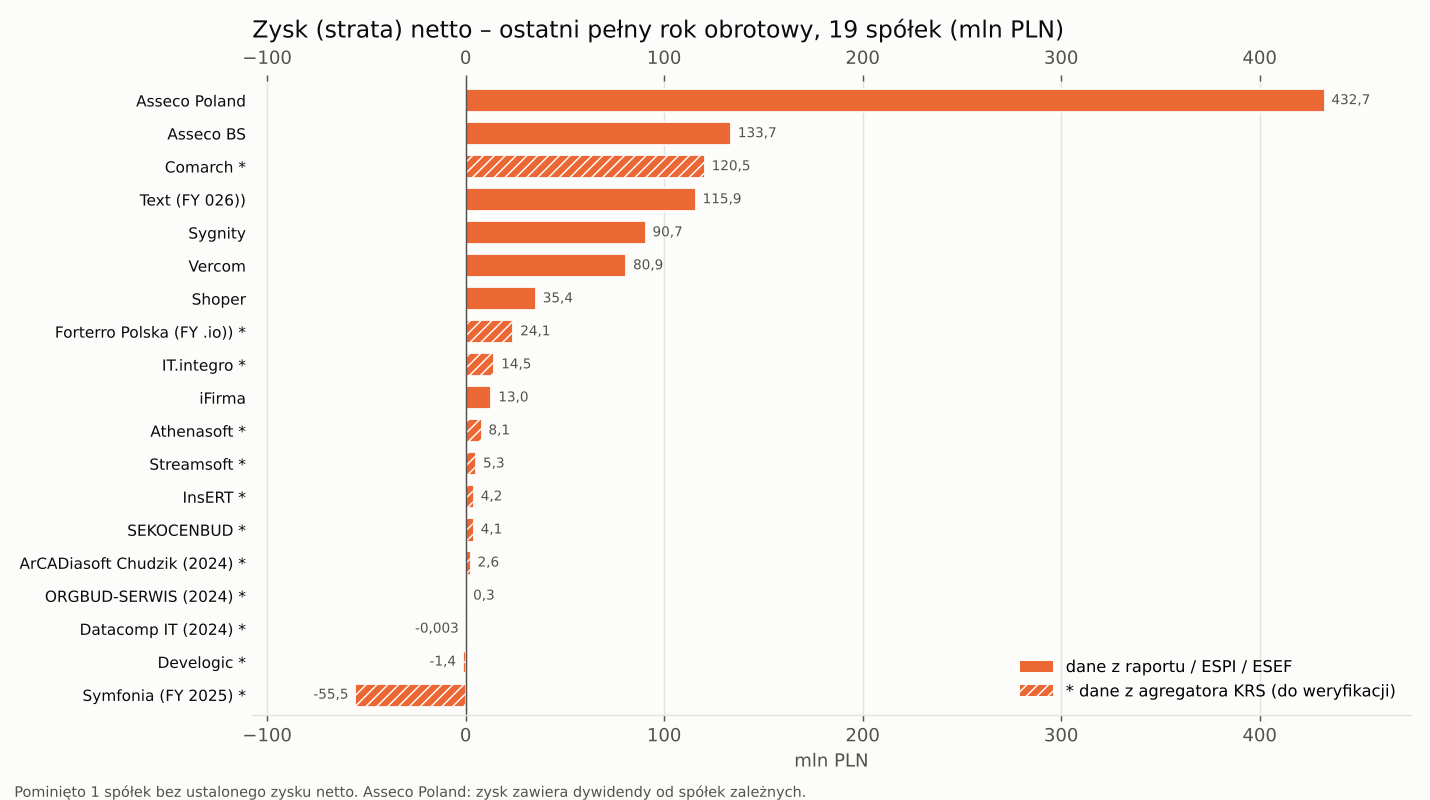 Zysk (strata) netto – ostatni pełny rok obrotowy, 19 spółek (mln PLN)
−100 0 100 200 300 400
Asseco Poland 432,7
Asseco BS 133,7
Comarch * 120,5
Text (FY 026)) 115,9
Sygnity 90,7
Vercom 80,9
Shoper 35,4
Forterro Polska (FY .io)) * 24,1
IT.integro * 14,5
iFirma 13,0
Athenasoft * 8,1
Streamsoft * 5,3
InsERT * 4,2
SEKOCENBUD * 4,1
ArCADiasoft Chudzik (2024) * 2,6
ORGBUD-SERWIS (2024) * 0,3
Datacomp IT (2024) * -0,003
Develogic * -1,4
Symfonia (FY 2025) * -55,5
dane z raportu / ESPI / ESEF
* dane z agregatora KRS (do weryfikacji)
−100 0 100 200 300 400
mln PLN
Pominięto 1 spółek bez ustalonego zysku netto. Asseco Poland: zysk zawiera dywidendy od spółek zależnych.